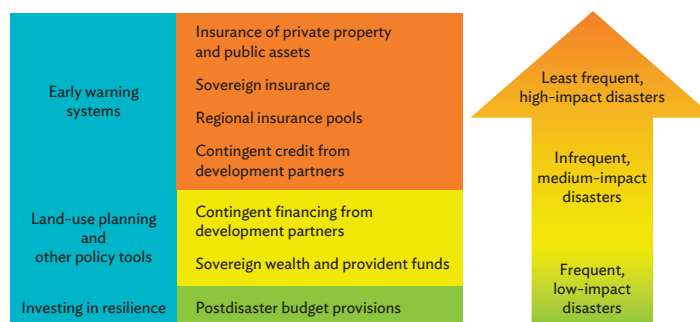 Early warning
systems
Insurance of private property
and public assets
Sovereign insurance
Regional insurance pools
Contingent credit from
development partners
Land-use planning
and
other policy tools
Contingent financing from
development partners
Sovereign wealth and provident funds
Investing in resilience
Postdisaster budget provisions
Least frequent,
high-impact disasters
Infrequent,
medium-impact
disasters
Frequent,
low-impact
disasters